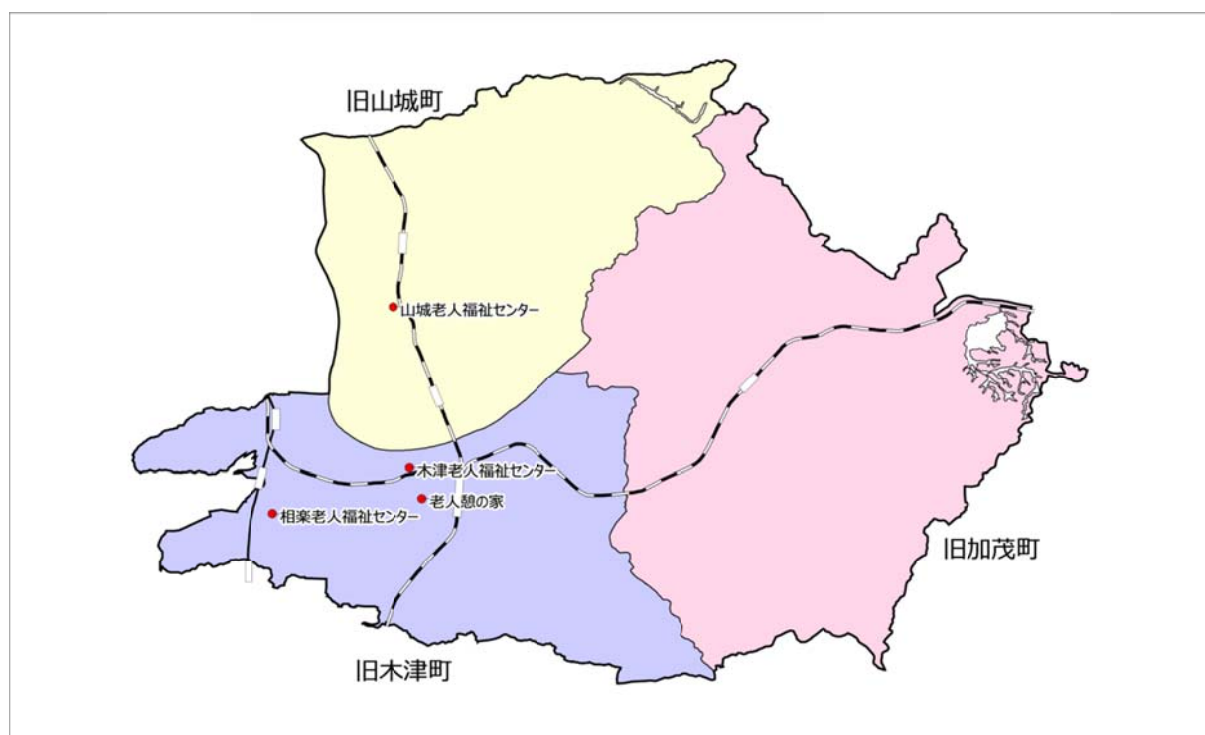 旧山城町
山城老人福祉センター
木津老人福祉センター
老人憩の家
相楽老人福祉センター
旧加茂町
旧木津町